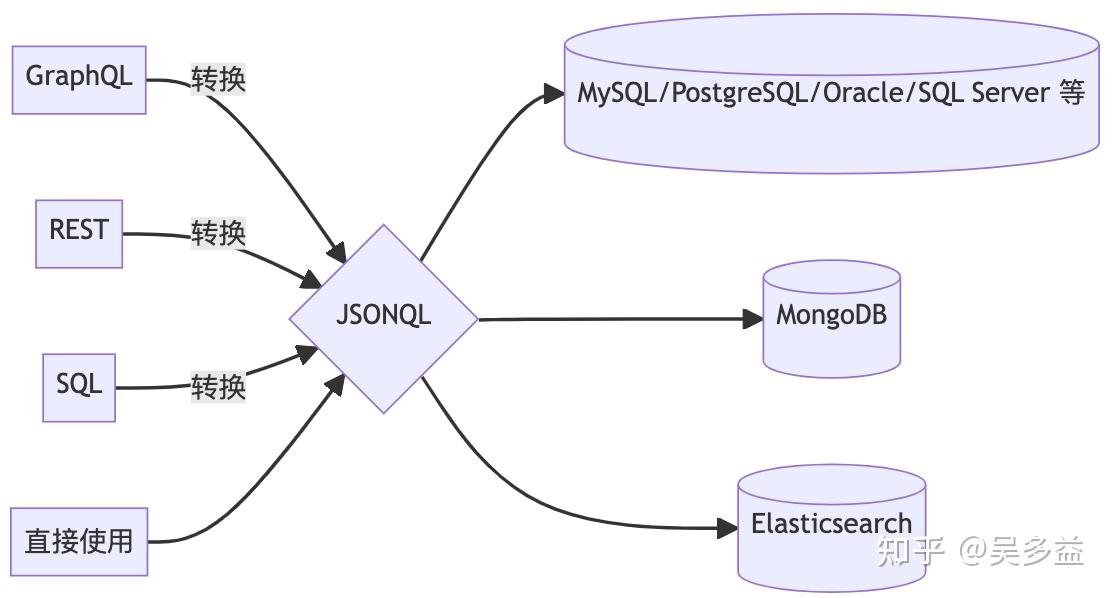 GraphQL
转换
MySQL/PostgreSQL/Oracle/SQL Server 等
REST
转换
JSONQL
MongoDB
SQL
转换
直接使用
Elasticsearch
知乎 @吴多益